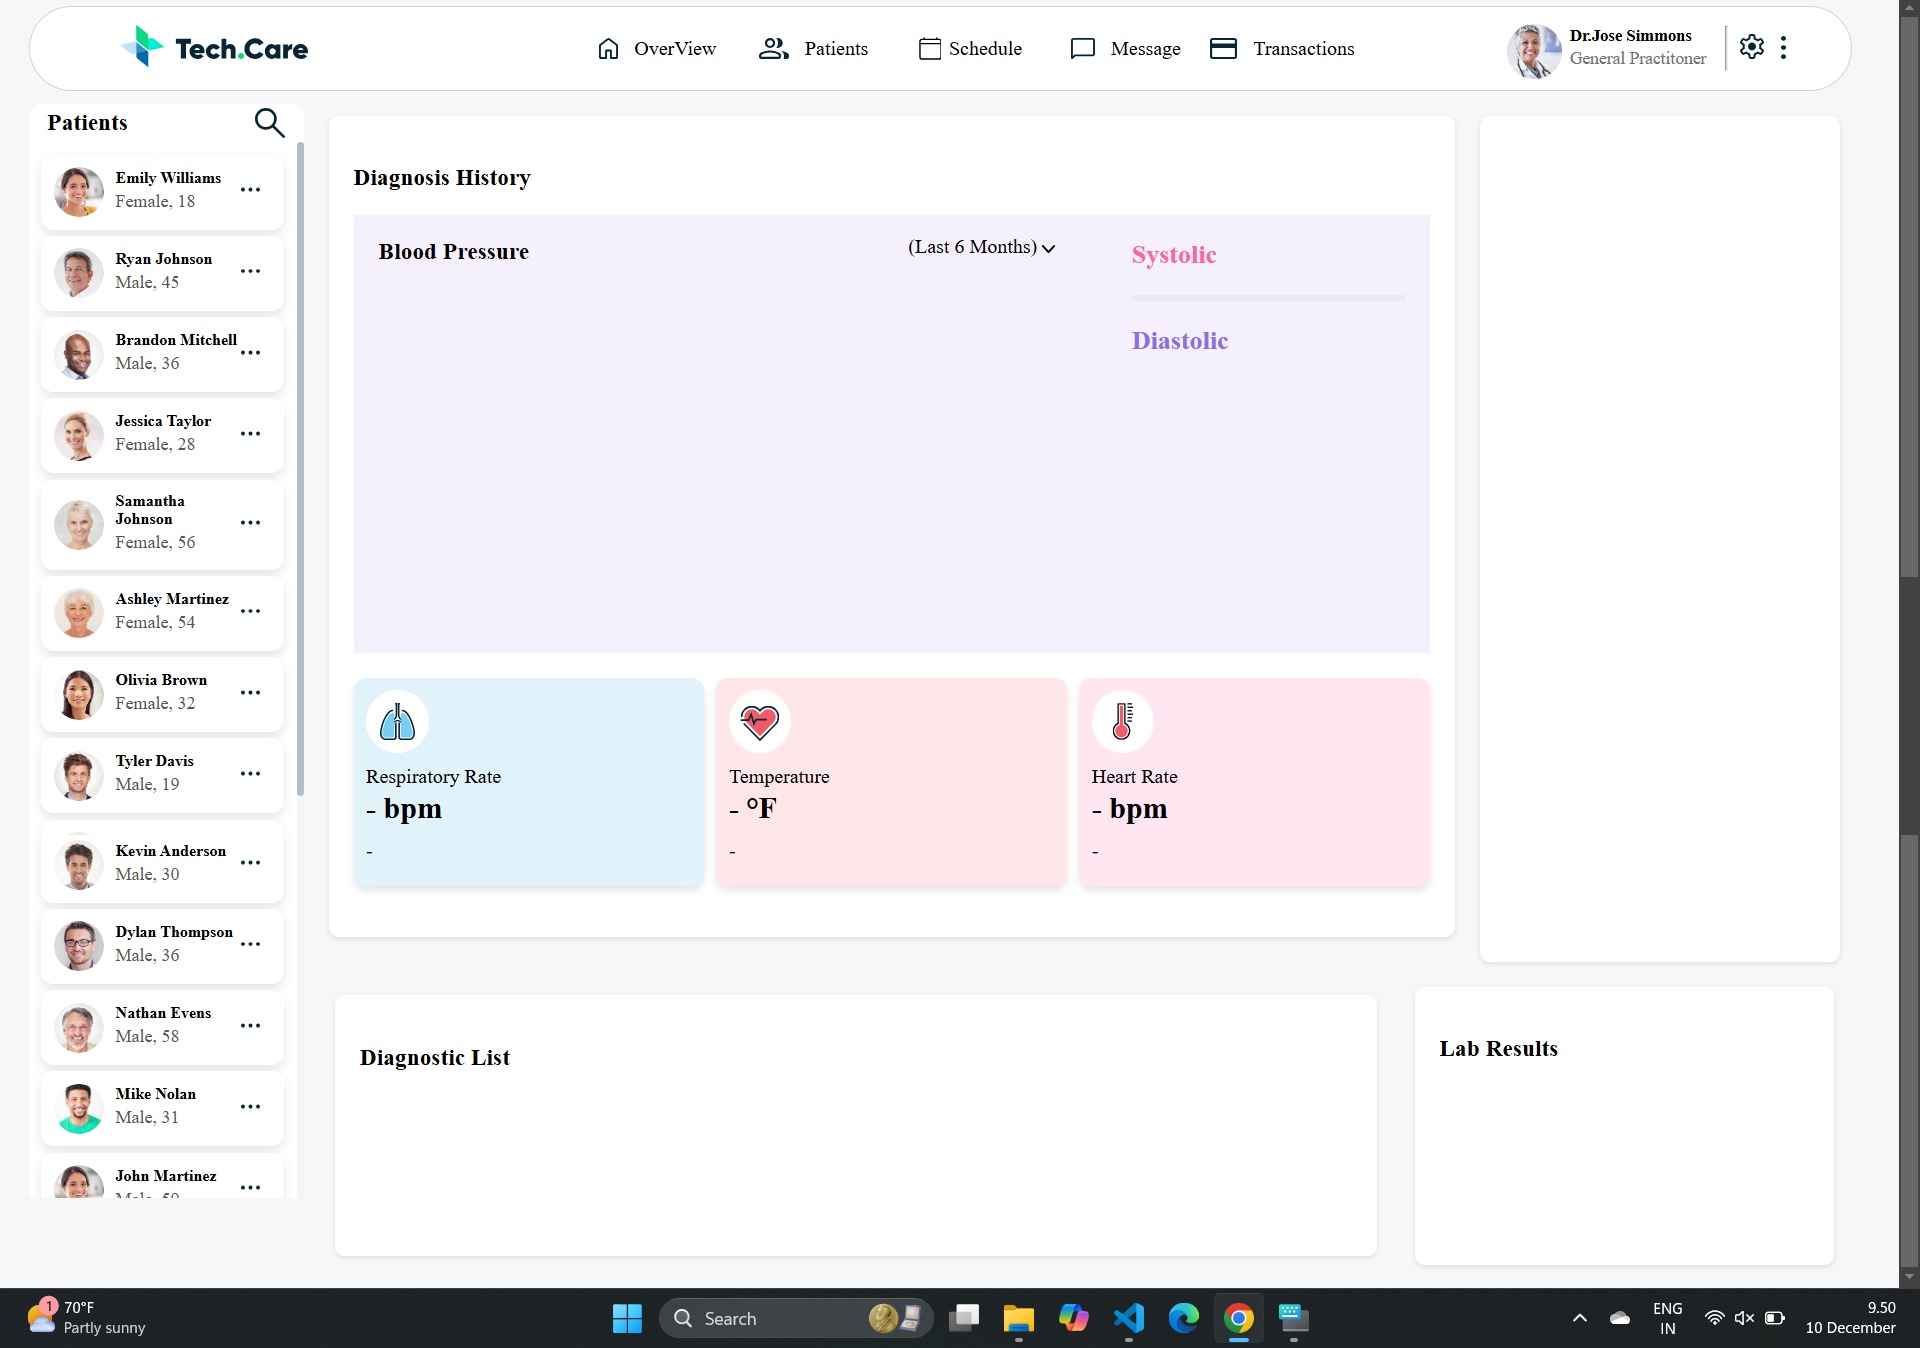 Tech.Care
OverView
Patients
Schedule
Message
Transactions
Dr.Jose Simmons
General Practitoner
Patients
Emily Williams
Female, 18
Ryan Johnson
Male, 45
Brandon Mitchell
Male, 36
Jessica Taylor
Female, 28
Samantha
Johnson
Female, 56
Ashley Martinez
Female, 54
Olivia Brown
Female, 32
Tyler Davis
Male, 19
Kevin Anderson
Male, 30
Dylan Thompson
Male, 36
Nathan Evens
Male, 58
Mike Nolan
Male, 31
John Martinez
Diagnosis History
Blood Pressure
(Last 6 Months)
Systolic
Diastolic
Respiratory Rate
- bpm
-
Temperature
- °F
-
Heart Rate
- bpm
-
Diagnostic List
Lab Results
1
70°F
Partly sunny
Search
ENG
IN
9.50
10 December